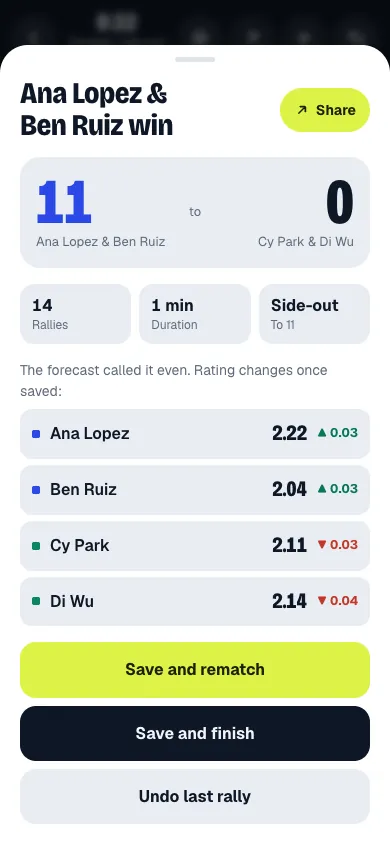 Ana Lopez &
Ben Ruiz win
Share
11
to
0
Ana Lopez & Ben Ruiz
Cy Park & Di Wu
14
Rallies
1 min
Duration
Side-out
To 11
The forecast called it even. Rating changes once
saved:
Ana Lopez 2.22 ▲ 0.03
Ben Ruiz 2.04 ▲ 0.03
Cy Park 2.11 ▼ 0.03
Di Wu 2.14 ▼ 0.04
Save and rematch
Save and finish
Undo last rally